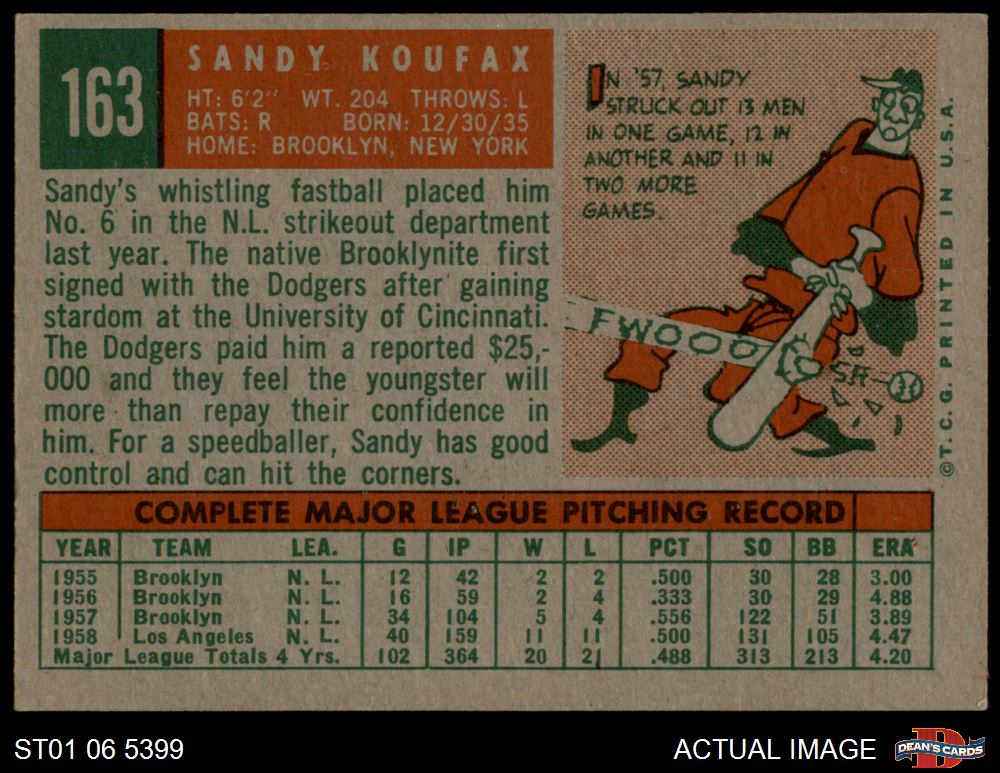 163
SANDY KOUFAX
HT: 6'2" WT. 204 THROWS: L
BATS: R BORN: 12/30/35
HOME: BROOKLYN, NEW YORK
Sandy's whistling fastball placed him
No. 6 in the N.L. strikeout department
last year. The native Brooklynite first
signed with the Dodgers after gaining
stardom at the University of Cincinnati.
The Dodgers paid him a reported $25,-
000 and they feel the youngster will
more than repay their confidence in
him. For a speedballer, Sandy has good
control and can hit the corners.
IN '57, SANDY
STRUCK OUT 13 MEN
IN ONE GAME, 12 IN
ANOTHER AND 11 IN
TWO MORE
GAMES.
FWOOO
SH
©T.C.G. PRINTED IN U.S.A.
COMPLETE MAJOR LEAGUE PITCHING RECORD
YEAR TEAM LEA. G IP W L PCT SO BB ERA
1955 Brooklyn N. L. 12 42 2 2 .500 30 28 3.00
1956 Brooklyn N. L. 16 59 2 4 .333 30 29 4.88
1957 Brooklyn N. L. 34 104 5 4 .556 122 51 3.89
1958 Los Angeles N. L. 40 159 11 11 .500 131 105 4.47
Major League Totals 4 Yrs. 102 364 20 21 .488 313 213 4.20
ST01 06 5399
ACTUAL IMAGE
D
DEAN'S CARDS